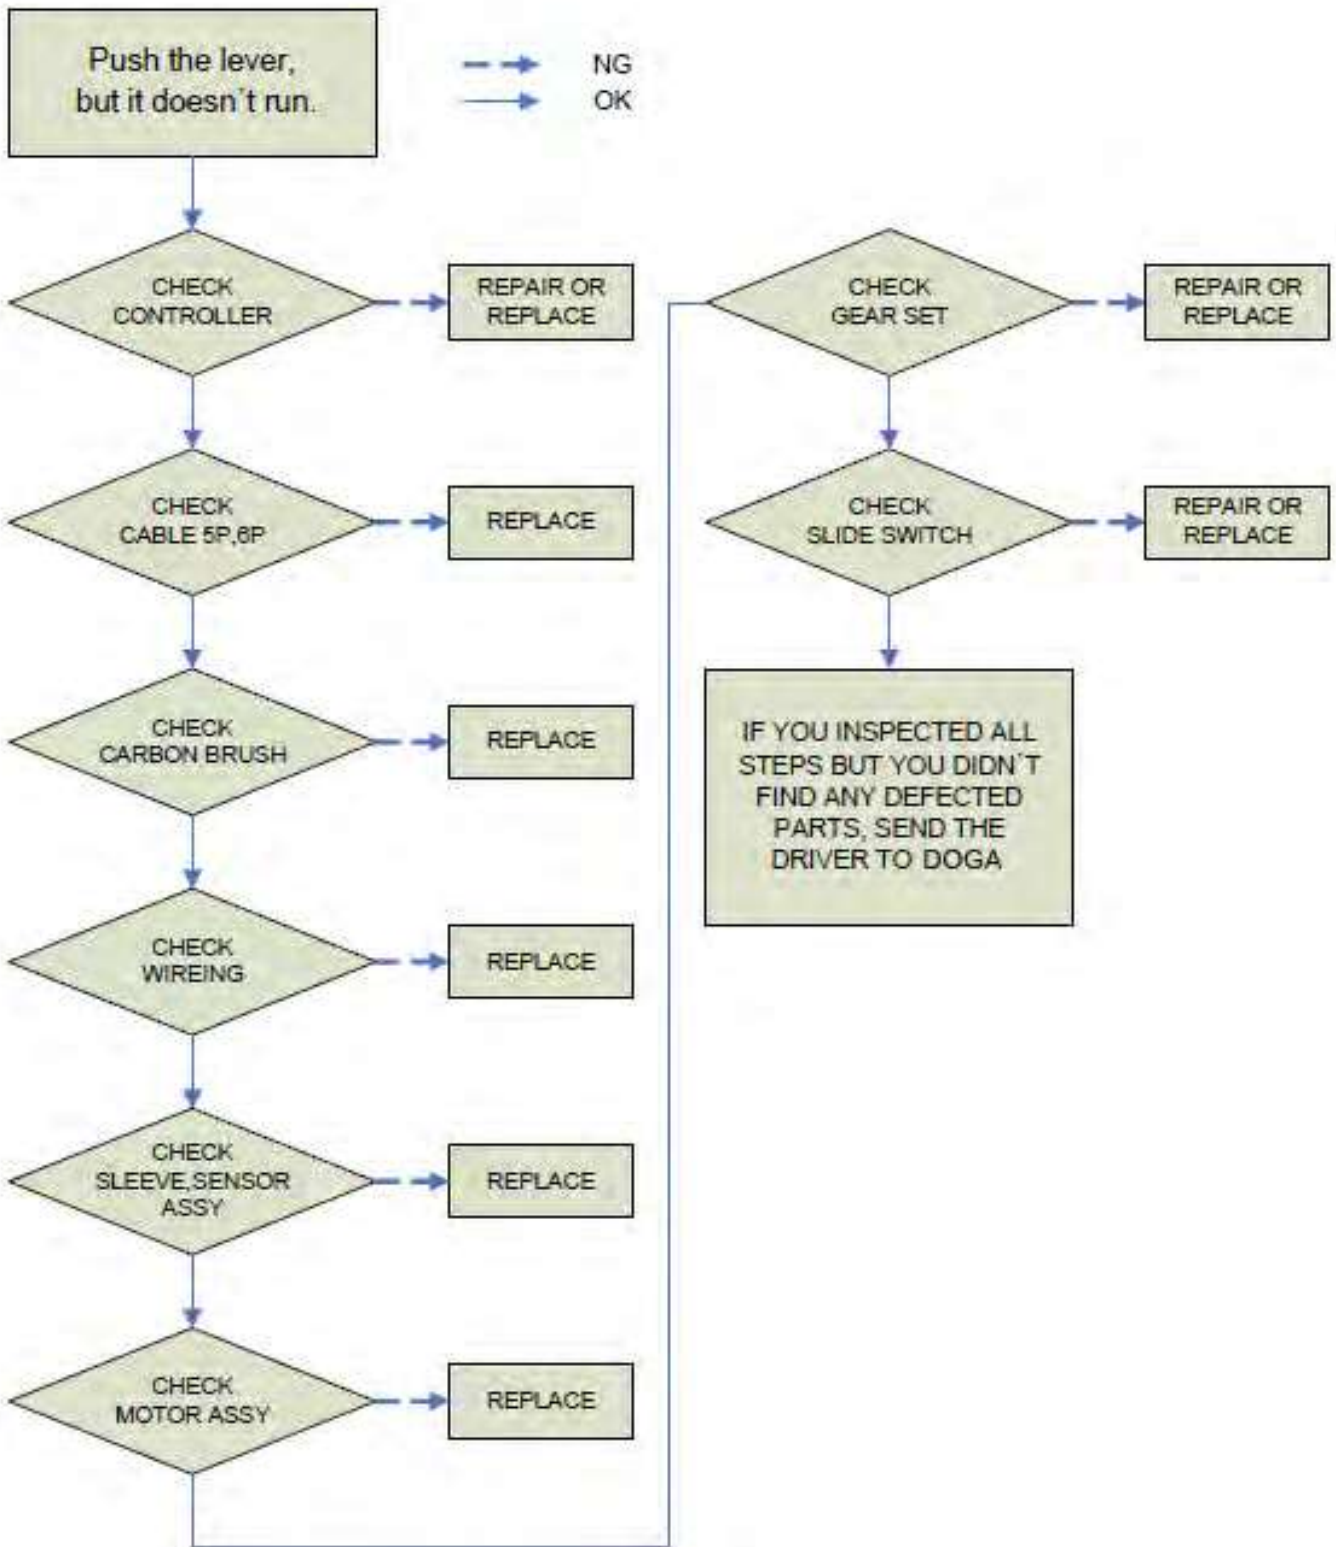 Push the lever,
but it doesn´t run.
NG
OK
CHECK
CONTROLLER
REPAIR OR
REPLACE
CHECK
CABLE 5P,6P
REPLACE
CHECK
CARBON BRUSH
REPLACE
CHECK
WIREING
REPLACE
CHECK
SLEEVE,SENSOR
ASSY
REPLACE
CHECK
MOTOR ASSY
REPLACE
CHECK
GEAR SET
REPAIR OR
REPLACE
CHECK
SLIDE SWITCH
REPAIR OR
REPLACE
IF YOU INSPECTED ALL
STEPS BUT YOU DIDN´T
FIND ANY DEFECTED
PARTS, SEND THE
DRIVER TO DOGA